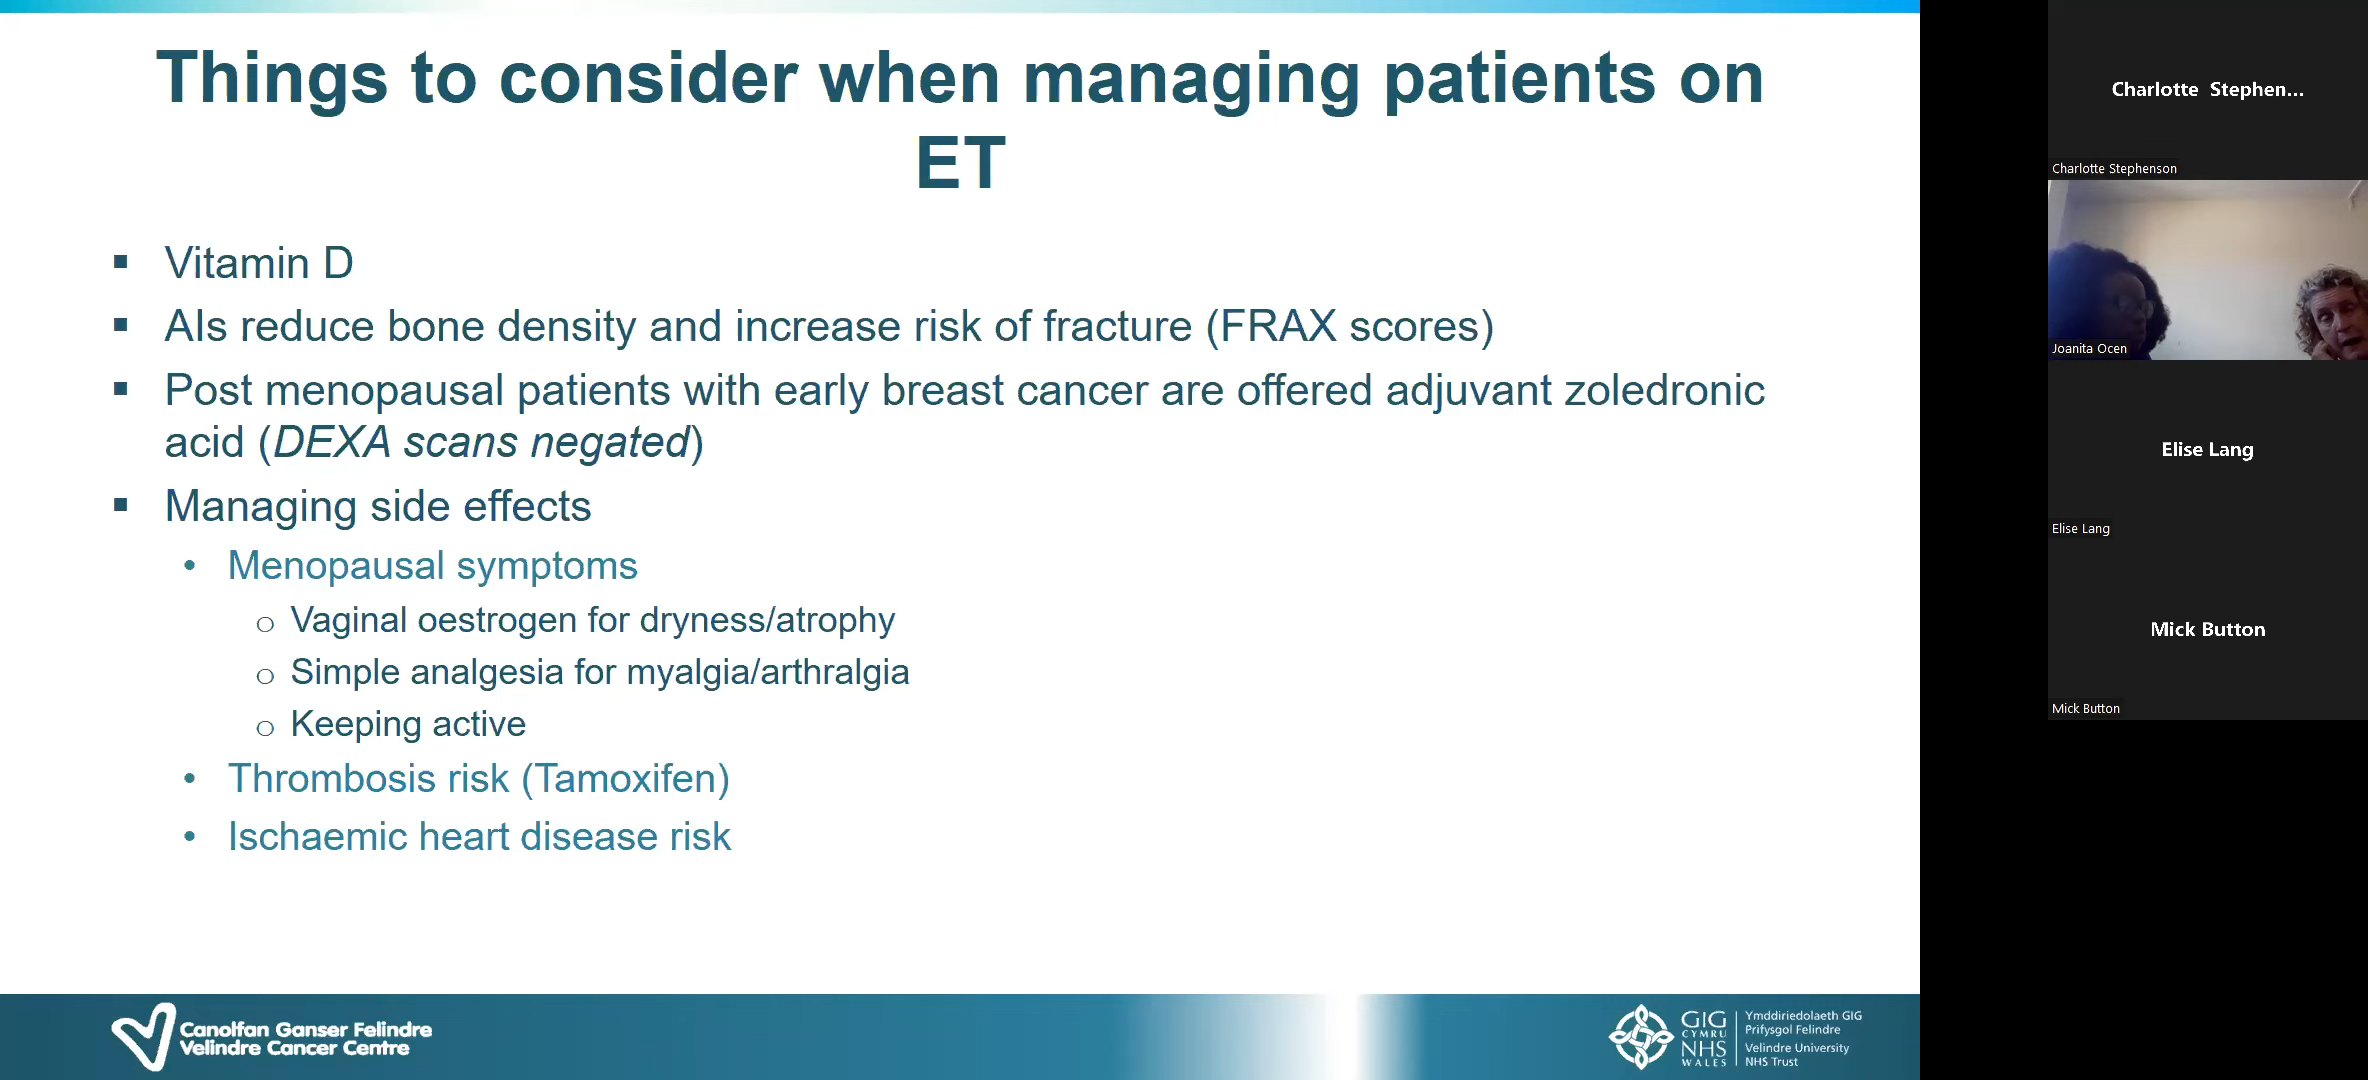 Things to consider when managing patients on
ET
▪ Vitamin D
▪ AIs reduce bone density and increase risk of fracture (FRAX scores)
▪ Post menopausal patients with early breast cancer are offered adjuvant zoledronic
acid (DEXA scans negated)
▪ Managing side effects
• Menopausal symptoms
o Vaginal oestrogen for dryness/atrophy
o Simple analgesia for myalgia/arthralgia
o Keeping active
• Thrombosis risk (Tamoxifen)
• Ischaemic heart disease risk
Canolfan Ganser Felindre
Velindre Cancer Centre
GIG
CYMRU
NHS
WALES
Ymddiriedolaeth GIG
Prifysgol Felindre
Velindre University
NHS Trust
Charlotte Stephen...
Charlotte Stephenson
Joanita Ocen
Elise Lang
Elise Lang
Mick Button
Mick Button